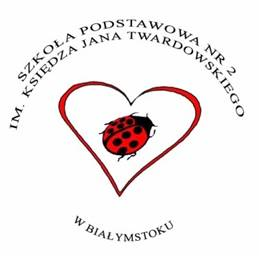 SZKOŁA PODSTAWOWA NR 2
IM. KSIĘDZA JANA TWARDOWSKIEGO
W BIAŁYMSTOKU